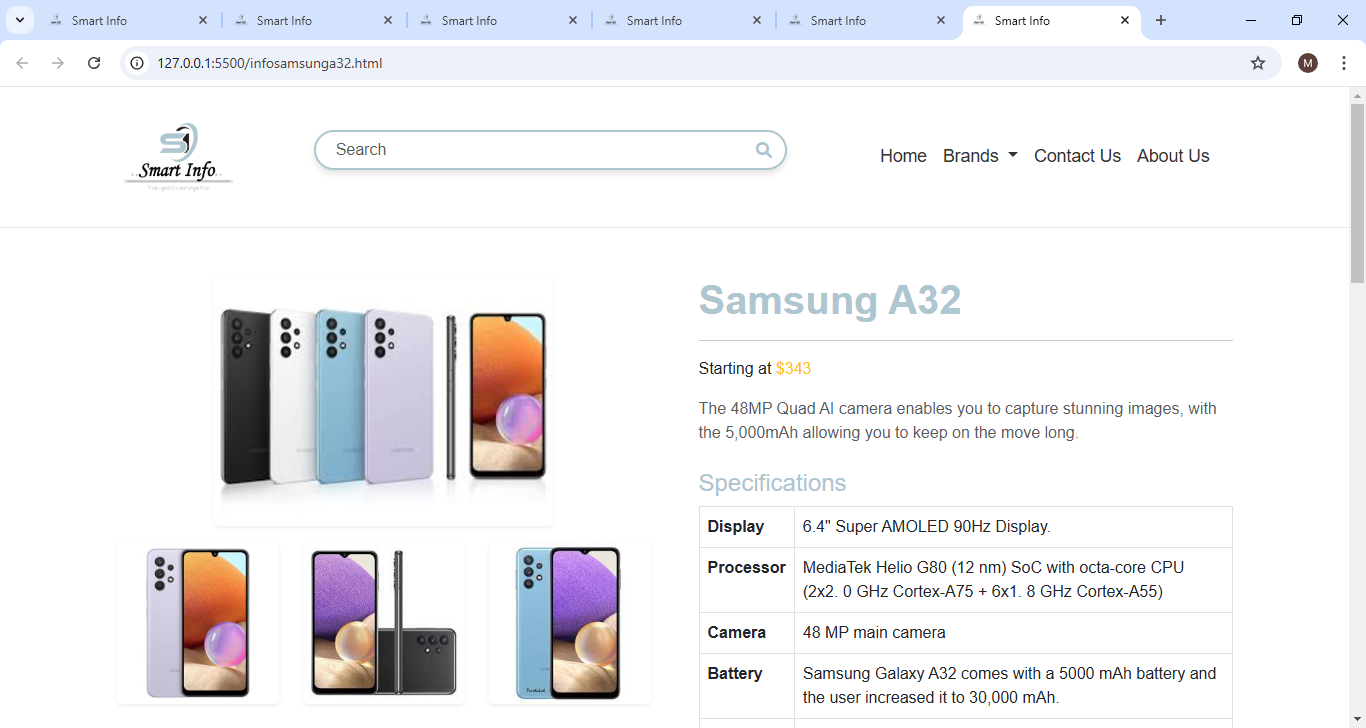 Smart Info
Smart Info
Smart Info
Smart Info
Smart Info
Smart Info
127.0.0.1:5500/infosamsunga32.html
M
Smart Info
Search
Home
Brands
Contact Us
About Us
Samsung A32
Starting at $343
The 48MP Quad AI camera enables you to capture stunning images, with
the 5,000mAh allowing you to keep on the move long.
Specifications
Display
6.4" Super AMOLED 90Hz Display.
Processor
MediaTek Helio G80 (12 nm) SoC with octa-core CPU
(2x2. 0 GHz Cortex-A75 + 6x1. 8 GHz Cortex-A55)
Camera
48 MP main camera
Battery
Samsung Galaxy A32 comes with a 5000 mAh battery and
the user increased it to 30,000 mAh.